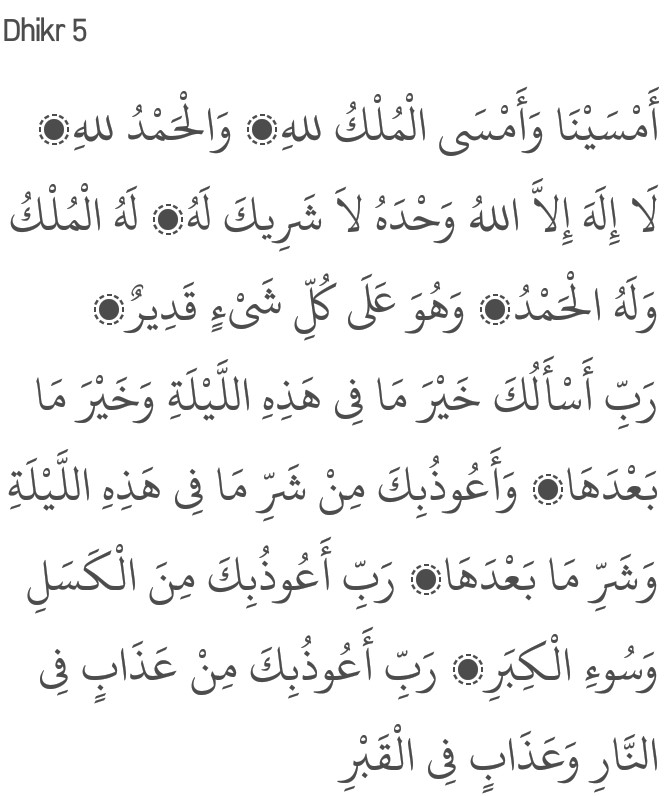 Dhikr 5
أَمْسَيْنَا وَأَمْسَى الْمُلْكُ للهِ۝ وَالْحَمْدُ للهِ۝
لَا إِلَهَ إِلاَّ اللهُ وَحْدَهُ لاَ شَرِيكَ لَهُ۝ لَهُ الْمُلْكُ
وَلَهُ الْحَمْدُ۝ وَهُوَ عَلَى كُلِّ شَىْءٍ قَدِيرٌ۝
رَبِّ أَسْأَلُكَ خَيْرَ مَا فِى هَذِهِ اللَّيْلَةِ وَخَيْرَ مَا
بَعْدَهَا۝ وَأَعُوذُبِكَ مِنْ شَرِّ مَا فِى هَذِهِ اللَّيْلَةِ
وَشَرِّ مَا بَعْدَهَا۝ رَبِّ أَعُوذُبِكَ مِنَ الْكَسَلِ
وَسُوءِ الْكِبَرِ۝ رَبِّ أَعُوذُبِكَ مِنْ عَذَابٍ فِى
النَّارِ وَعَذَابٍ فِى الْقَبْرِ